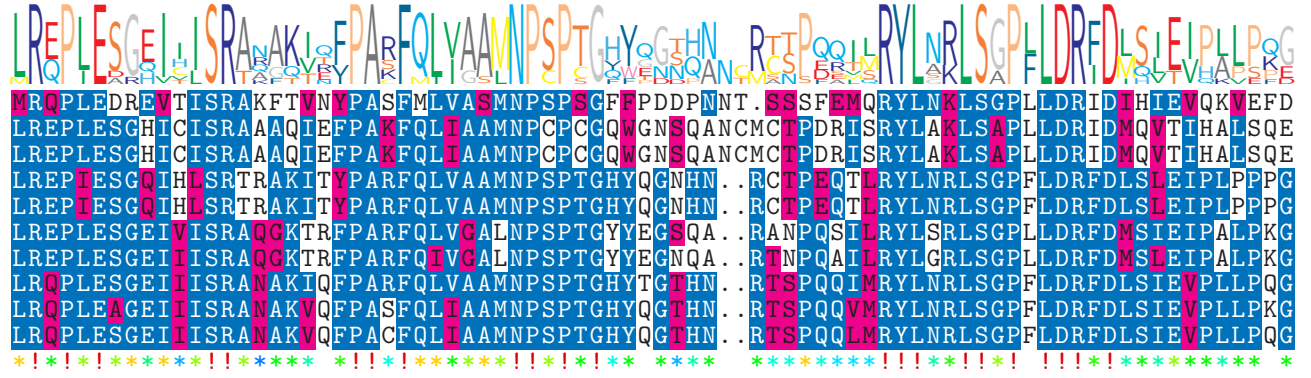 MRQPLEDREVTISRAKFTVNYPASFMLVASMNPSPSGFFPDDPNNT.SSSFEMQRYLNKLSGPLLDRIDIHIEVQKVEFD
LREPLESGHICISRAAAQIEFPAKFQLIAAMNPCPCGQWGNSQANCMCTPDRISRYLAKLSAPLLDRIDMQVTIHALSQE
LREPLESGHICISRAAAQIEFPAKFQLIAAMNPCPCGQWGNSQANCMCTPDRISRYLAKLSAPLLDRIDMQVTIHALSQE
LREPIESGQIHLSRTRAKITYPARFQLVAAMNPSPTGHYQGNHN..RCTPEQTLRYLNRLSGPFLDRFDLSLEIPLPPPG
LREPIESGQIHLSRTRAKITYPARFQLVAAMNPSPTGHYQGNHN..RCTPEQTLRYLNRLSGPFLDRFDLSLEIPLPPPG
LREPLESGEIVISRAQGKTRFPARFQLVGALNPSPTGYYEGSQA..RANPQSILRYLSRLSGPLLDRFDMSIEIPALPKG
LREPLESGEIIISRAQGKTRFPARFQIVGALNPSPTGYYEGNQA..RTNPQAILRYLGRLSGPLLDRFDMSLEIPALPKG
LRQPLESGEIIISRANAKIQFPARFQLVAAMNPSPTGHYTGTHN..RTSPQQIMRYLNRLSGPFLDRFDLSIEVPLLPQG
LRQPLEAGEIIISRANAKVQFPASFQLIAAMNPSPTGHYQGTHN..RTSPQQVMRYLNRLSGPFLDRFDLSIEVPLLPKG
LRQPLESGEIIISRANAKVQFPACFQLIAAMNPSPTGHYQGTHN..RTSPQQLMRYLNRLSGPFLDRFDLSIEVPLLPQG